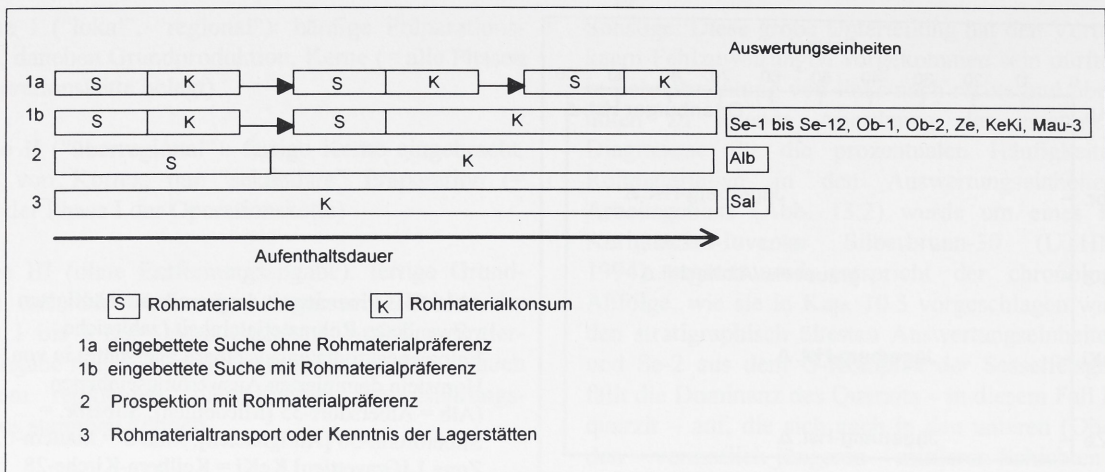 Auswertungseinheiten
1a S K S K S K
1b S K S K Se-1 bis Se-12, Ob-1, Ob-2, Ze, KeKi, Mau-3
2 S K Alb
3 K Sal
Aufenthaltsdauer
S Rohmaterialsuche K Rohmaterialkonsum
1a eingebettete Suche ohne Rohmaterialpräferenz
1b eingebettete Suche mit Rohmaterialpräferenz
2 Prospektion mit Rohmaterialpräferenz
3 Rohmaterialtransport oder Kenntnis der Lagerstätten